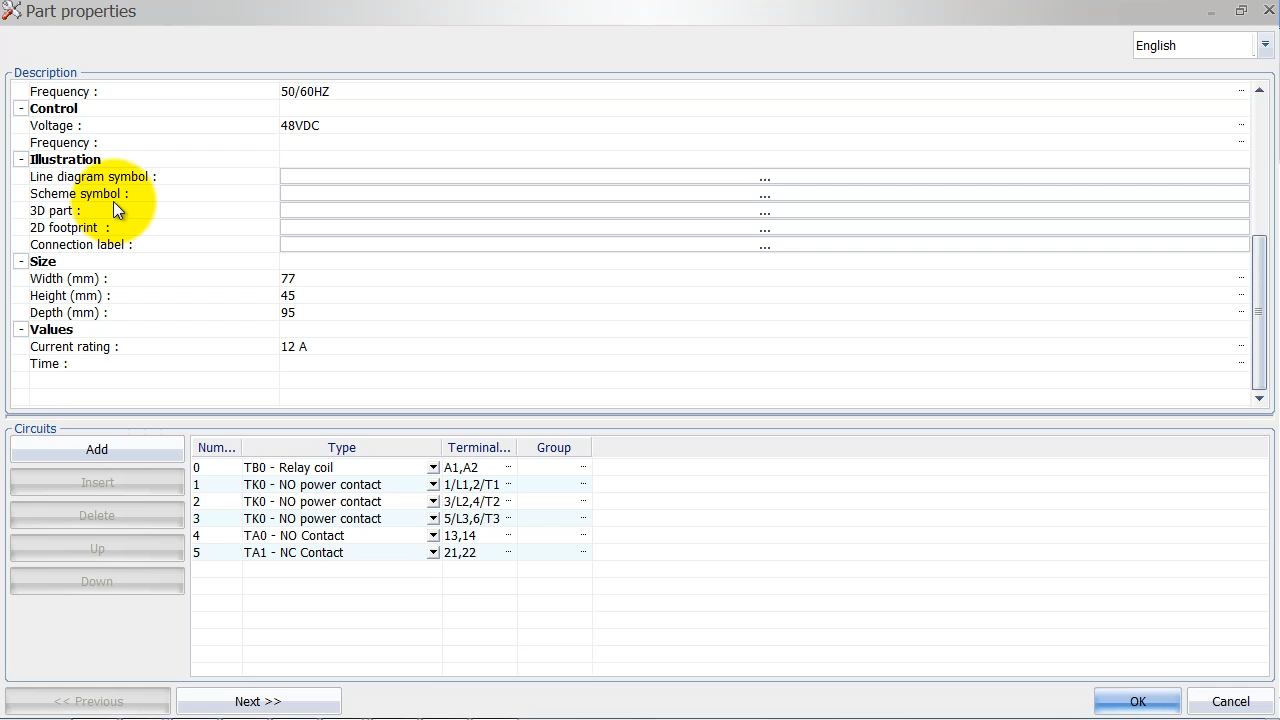 Part properties
English
Description
Frequency : 50/60HZ ...
- Control
Voltage : 48VDC ...
Frequency : ...
- Illustration
Line diagram symbol : ...
Scheme symbol : ...
3D part : ...
2D footprint : ...
Connection label : ...
- Size
Width (mm) : 77 ...
Height (mm) : 45 ...
Depth (mm) : 95 ...
- Values
Current rating : 12 A ...
Time : ...
Circuits
Add
Insert
Delete
Up
Down
Num... Type Terminal... Group
0 TB0 - Relay coil A1,A2 ... ...
1 TK0 - NO power contact 1/L1,2/T1 ... ...
2 TK0 - NO power contact 3/L2,4/T2 ... ...
3 TK0 - NO power contact 5/L3,6/T3 ... ...
4 TA0 - NO Contact 13,14 ... ...
5 TA1 - NC Contact 21,22 ... ...
<< Previous
Next >>
OK
Cancel